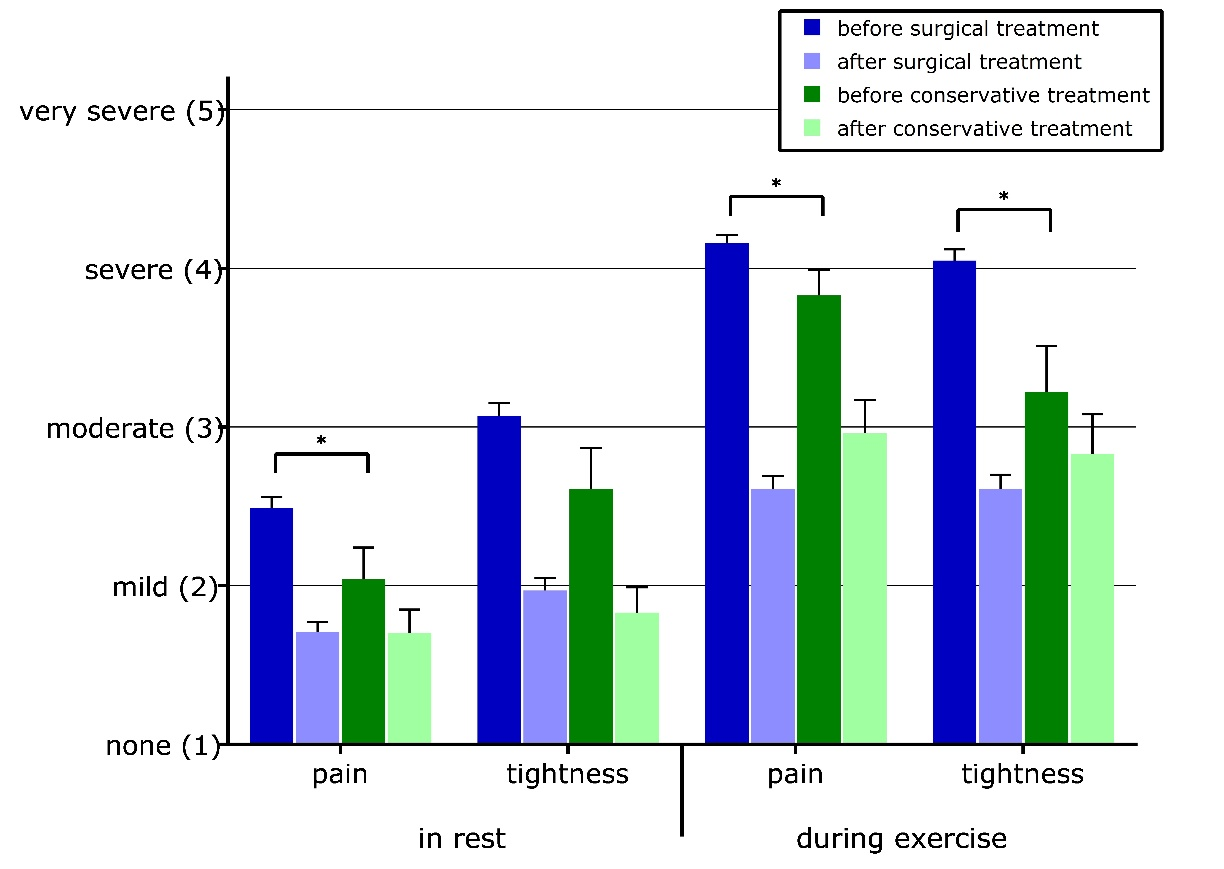 before surgical treatment
after surgical treatment
before conservative treatment
after conservative treatment
very severe (5)
severe (4)
moderate (3)
mild (2)
none (1)
*
*
*
pain
tightness
pain
tightness
in rest
during exercise